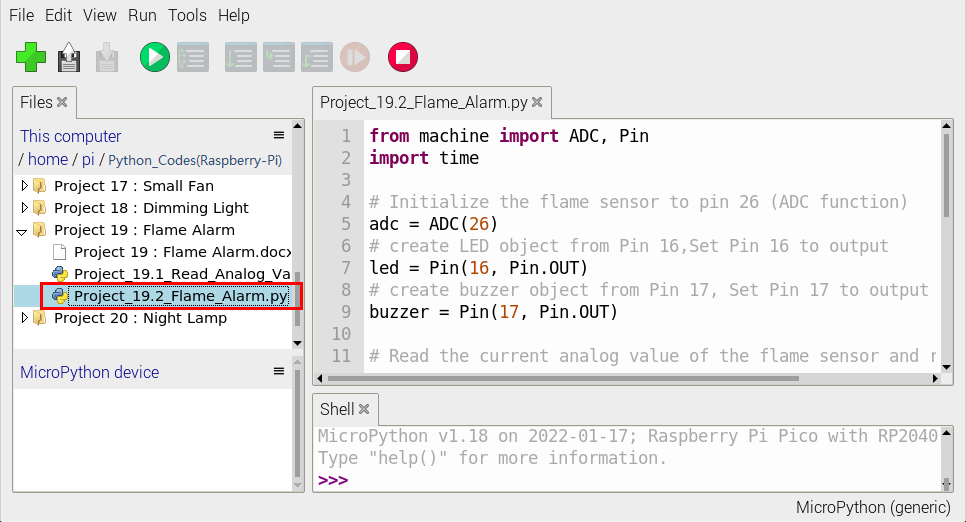 File Edit View Run Tools Help
Files
This computer
/ home / pi / Python_Codes(Raspberry-Pi)
Project 17 : Small Fan
Project 18 : Dimming Light
Project 19 : Flame Alarm
Project 19 : Flame Alarm.docx
Project_19.1_Read_Analog_Va
Project_19.2_Flame_Alarm.py
Project 20 : Night Lamp
MicroPython device
Project_19.2_Flame_Alarm.py
1 from machine import ADC, Pin
2 import time
3
4 # Initialize the flame sensor to pin 26 (ADC function)
5 adc = ADC(26)
6 # create LED object from Pin 16,Set Pin 16 to output
7 led = Pin(16, Pin.OUT)
8 # create buzzer object from Pin 17, Set Pin 17 to output
9 buzzer = Pin(17, Pin.OUT)
10
11 # Read the current analog value of the flame sensor and
Shell
MicroPython v1.18 on 2022-01-17; Raspberry Pi Pico with RP2040
Type "help()" for more information.
>>>
MicroPython (generic)